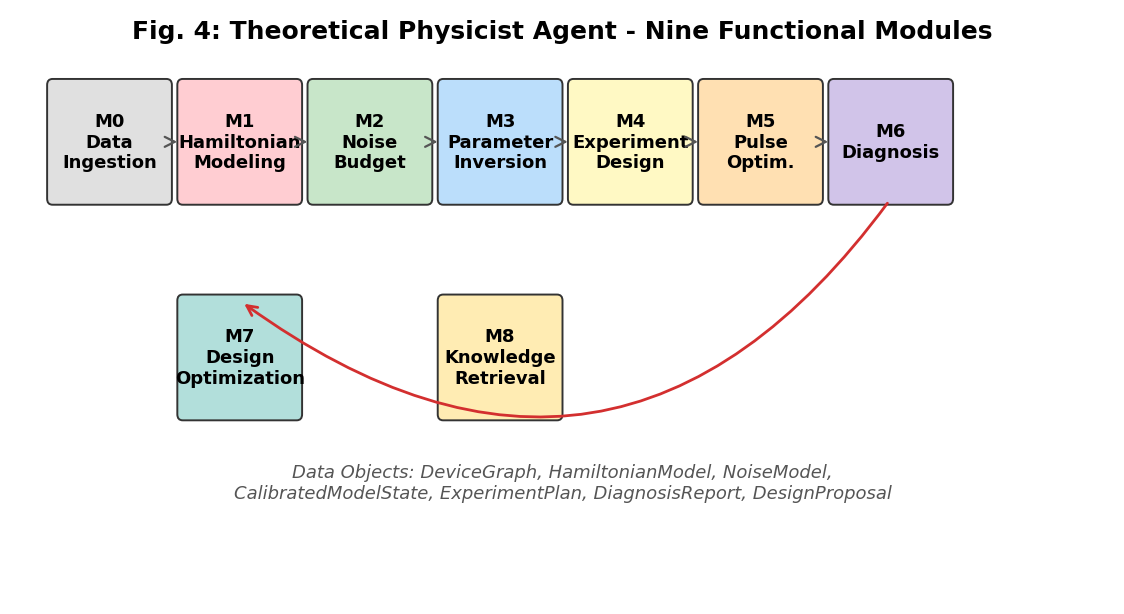 Fig. 4: Theoretical Physicist Agent - Nine Functional Modules
M0
Data
Ingestion
M1
Hamiltonian
Modeling
M2
Noise
Budget
M3
Parameter
Inversion
M4
Experiment
Design
M5
Pulse
Optim.
M6
Diagnosis
M7
Design
Optimization
M8
Knowledge
Retrieval
Data Objects: DeviceGraph, HamiltonianModel, NoiseModel,
CalibratedModelState, ExperimentPlan, DiagnosisReport, DesignProposal